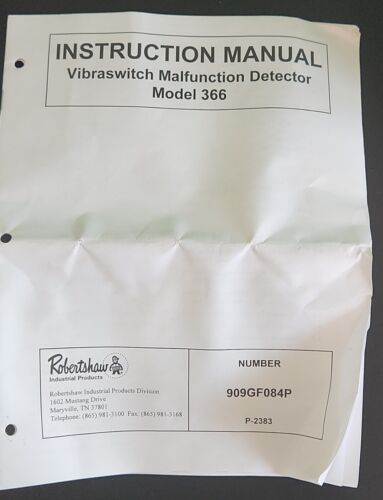 INSTRUCTION MANUAL
Vibraswitch Malfunction Detector
Model 366
Robertshaw
Industrial Products
Robertshaw Industrial Products Division
1602 Mustang Drive
Maryville, TN 37801
Telephone: (865) 981-3100 Fax: (865) 981-3168
NUMBER
909GF084P
P-2383